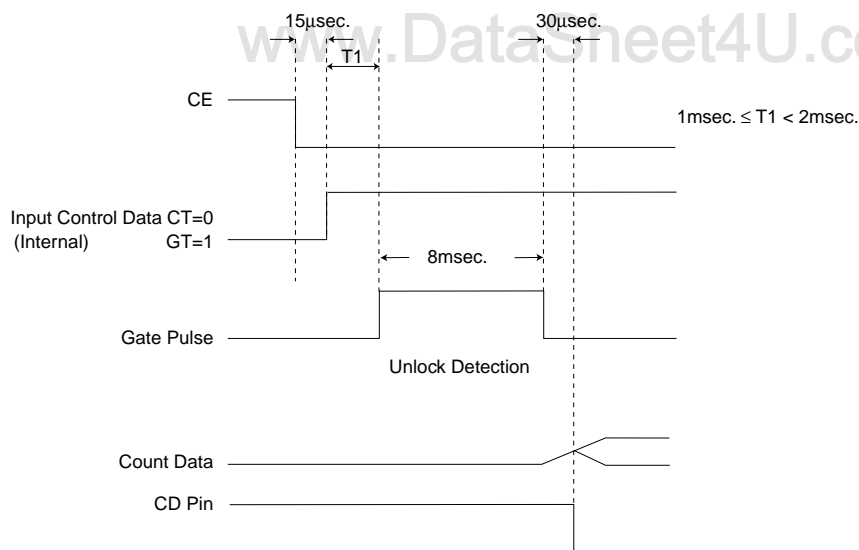 www.DataSheet4U.co
15µsec.
30µsec.
T1
CE
1msec. ≤ T1 < 2msec.
Input Control Data CT=0
(Internal) GT=1
8msec.
Gate Pulse
Unlock Detection
Count Data
CD Pin